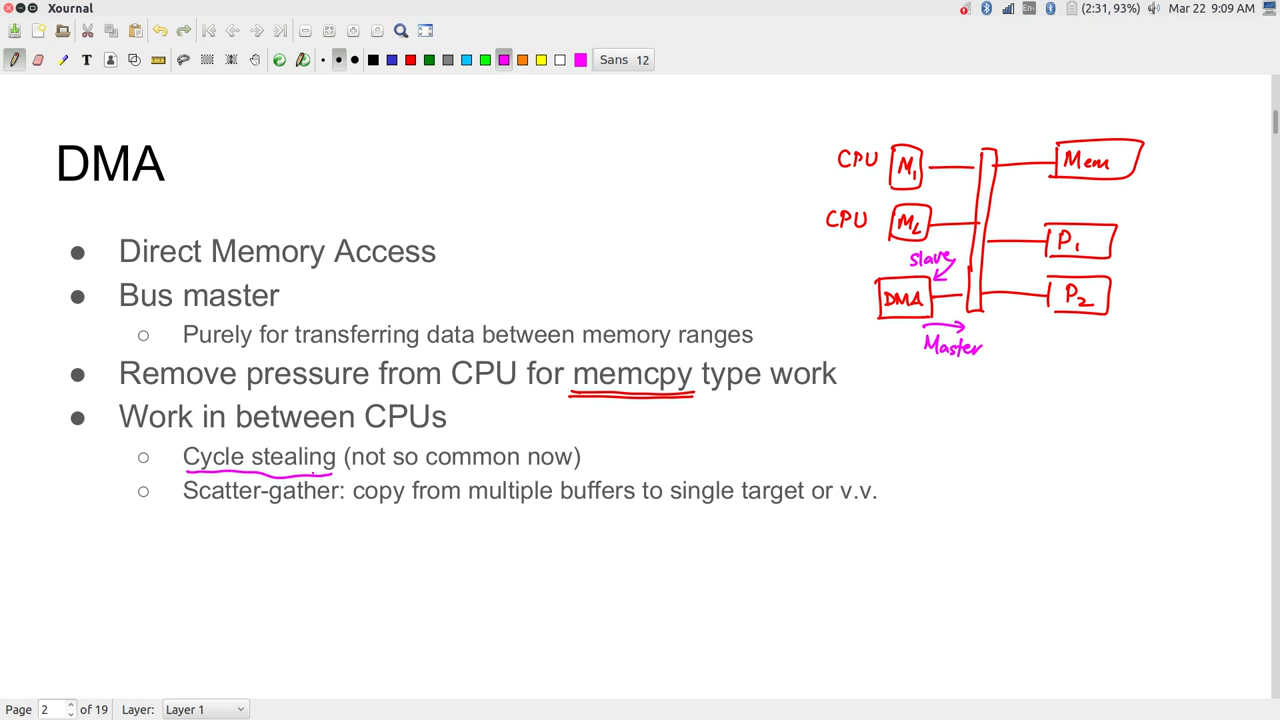 Xournal
(2:31, 93%)
En
Mar 22 9:09 AM
T
Sans 12
DMA
● Direct Memory Access
● Bus master
○ Purely for transferring data between memory ranges
● Remove pressure from CPU for memcpy type work
● Work in between CPUs
○ Cycle stealing (not so common now)
○ Scatter-gather: copy from multiple buffers to single target or v.v.
CPU M1 Mem
CPU M2
P1
slave
DMA P2
Master
Page 2 of 19 Layer: Layer 1